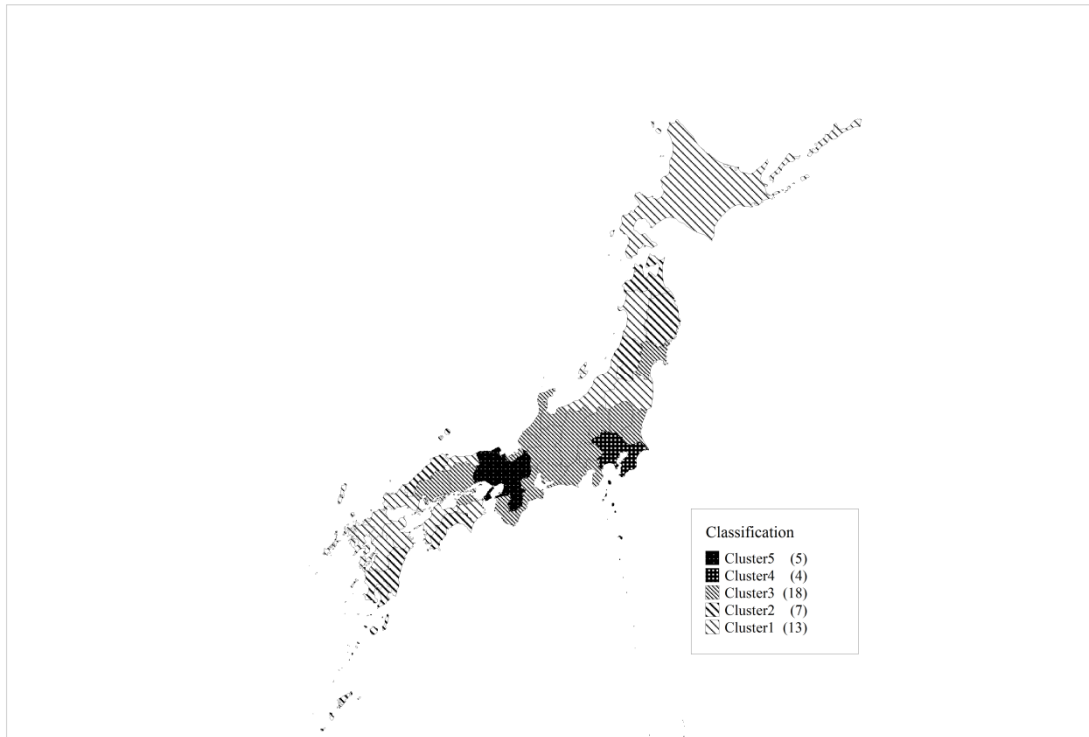 Classification
Cluster5 (5)
Cluster4 (4)
Cluster3 (18)
Cluster2 (7)
Cluster1 (13)